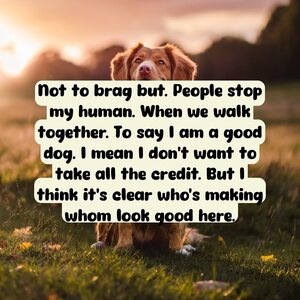 Not to brag but. People stop
my human. When we walk
together. To say I am a good
dog. I mean I don't want to
take all the credit. But I
think it's clear who's making
whom look good here.